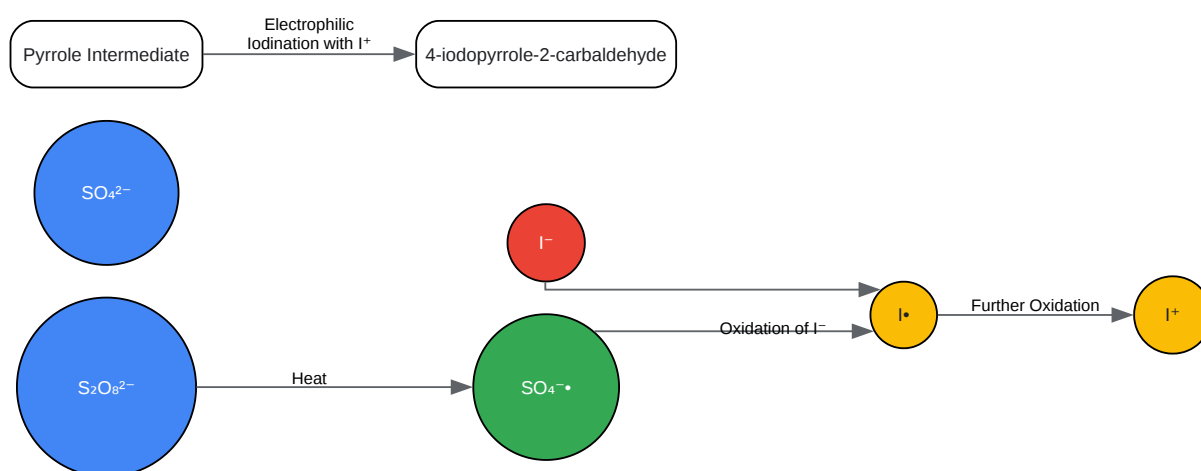 Electrophilic
Iodination with I⁺
Pyrrole Intermediate
4-iodopyrrole-2-carbaldehyde
SO₄²⁻
I⁻
I•
Further Oxidation
I⁺
Oxidation of I⁻
S₂O₈²⁻
Heat
SO₄⁻•